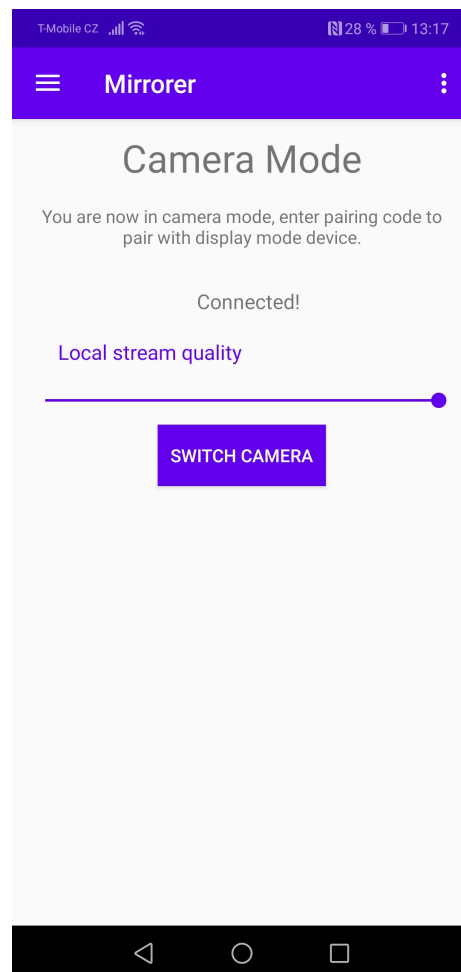 T-Mobile CZ 28 % 13:17
Mirrorer
Camera Mode
You are now in camera mode, enter pairing code to
pair with display mode device.
Connected!
Local stream quality
SWITCH CAMERA